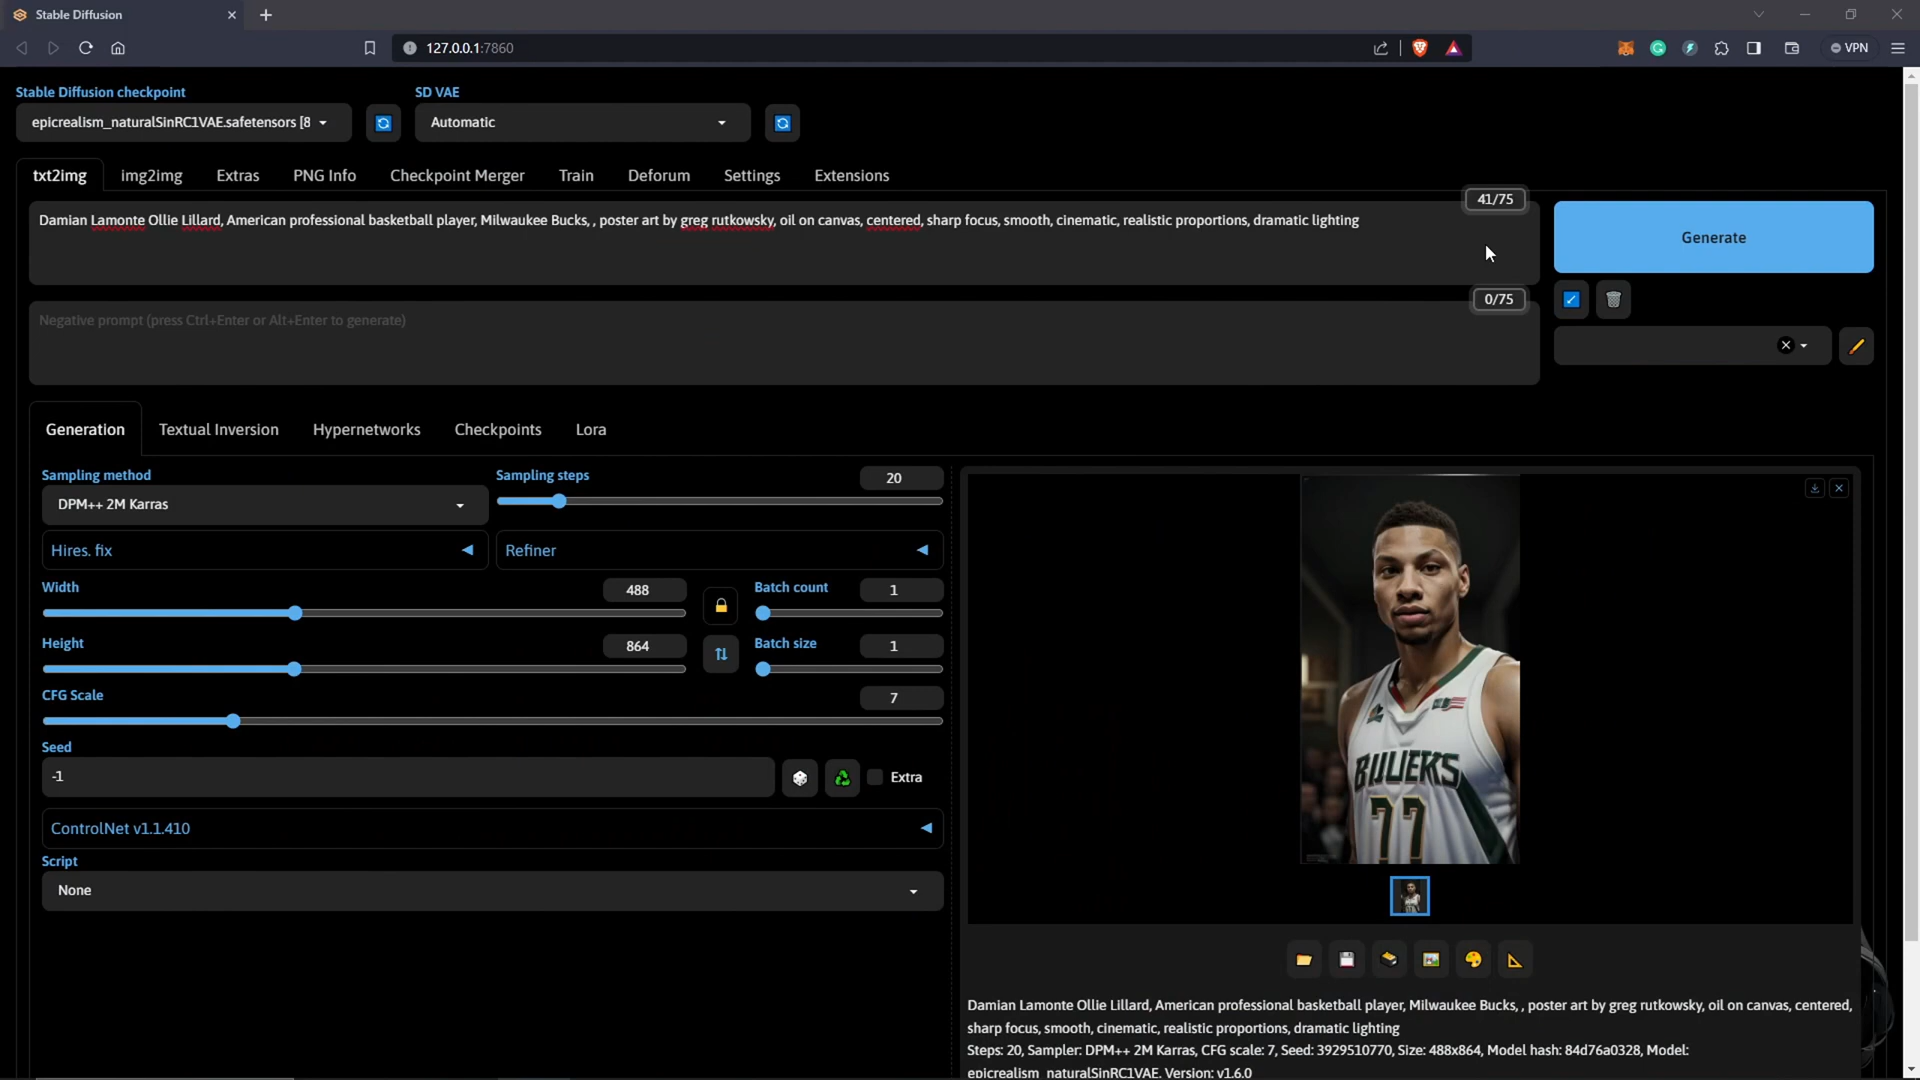 Stable Diffusion
127.0.0.1:7860
VPN
Stable Diffusion checkpoint
SD VAE
epicrealism_naturalSinRC1VAE.safetensors [8
Automatic
txt2img
img2img
Extras
PNG Info
Checkpoint Merger
Train
Deforum
Settings
Extensions
41/75
Damian Lamonte Ollie Lillard, American professional basketball player, Milwaukee Bucks, , poster art by greg rutkowsky, oil on canvas, centered, sharp focus, smooth, cinematic, realistic proportions, dramatic lighting
Generate
0/75
Negative prompt (press Ctrl+Enter or Alt+Enter to generate)
Generation
Textual Inversion
Hypernetworks
Checkpoints
Lora
Sampling method
Sampling steps
20
DPM++ 2M Karras
Hires. fix
Refiner
Width
488
Batch count
1
Height
864
Batch size
1
CFG Scale
7
Seed
-1
Extra
ControlNet v1.1.410
Script
None
BULIEKS
77
Damian Lamonte Ollie Lillard, American professional basketball player, Milwaukee Bucks, , poster art by greg rutkowsky, oil on canvas, centered,
sharp focus, smooth, cinematic, realistic proportions, dramatic lighting
Steps: 20, Sampler: DPM++ 2M Karras, CFG scale: 7, Seed: 3929510770, Size: 488x864, Model hash: 84d76a0328, Model:
epicrealism_naturalSinRC1VAE, Version: v1.6.0